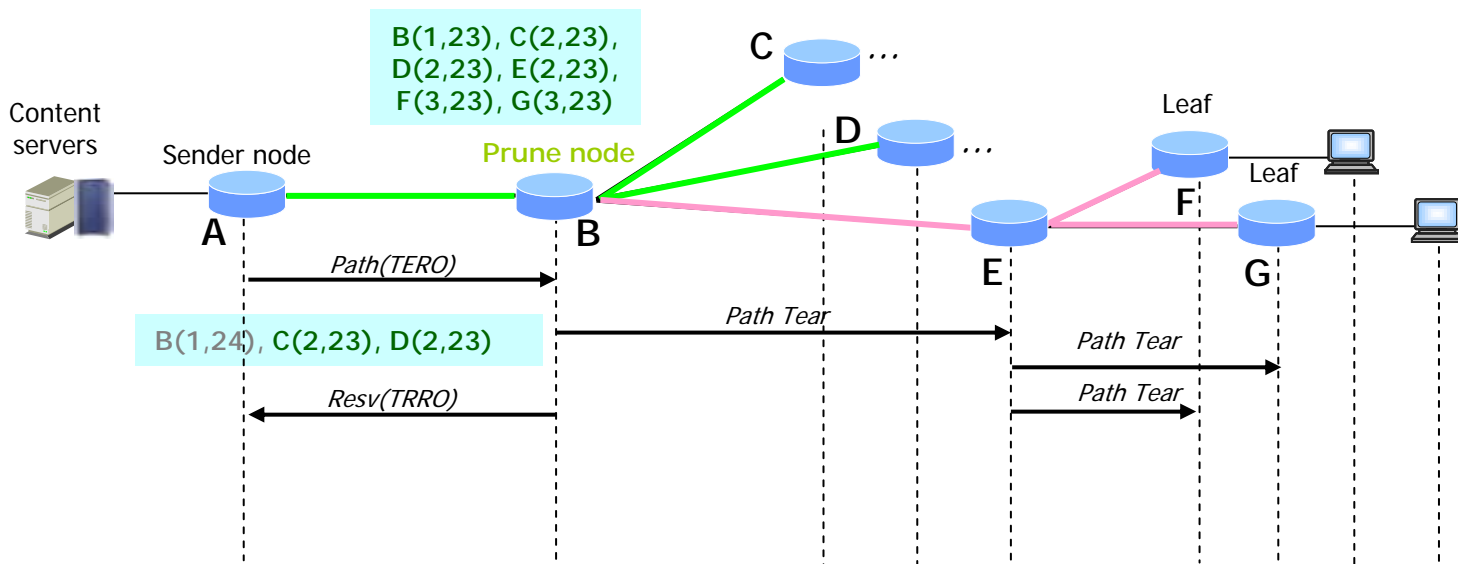 B(1,23), C(2,23),
D(2,23), E(2,23),
F(3,23), G(3,23)
C
...
Content
servers
Leaf
D
...
Sender node
Prune node
Leaf
A
B
F
E
G
Path(TERO)
Path Tear
B(1,24), C(2,23), D(2,23)
Path Tear
Resv(TRRO)
Path Tear